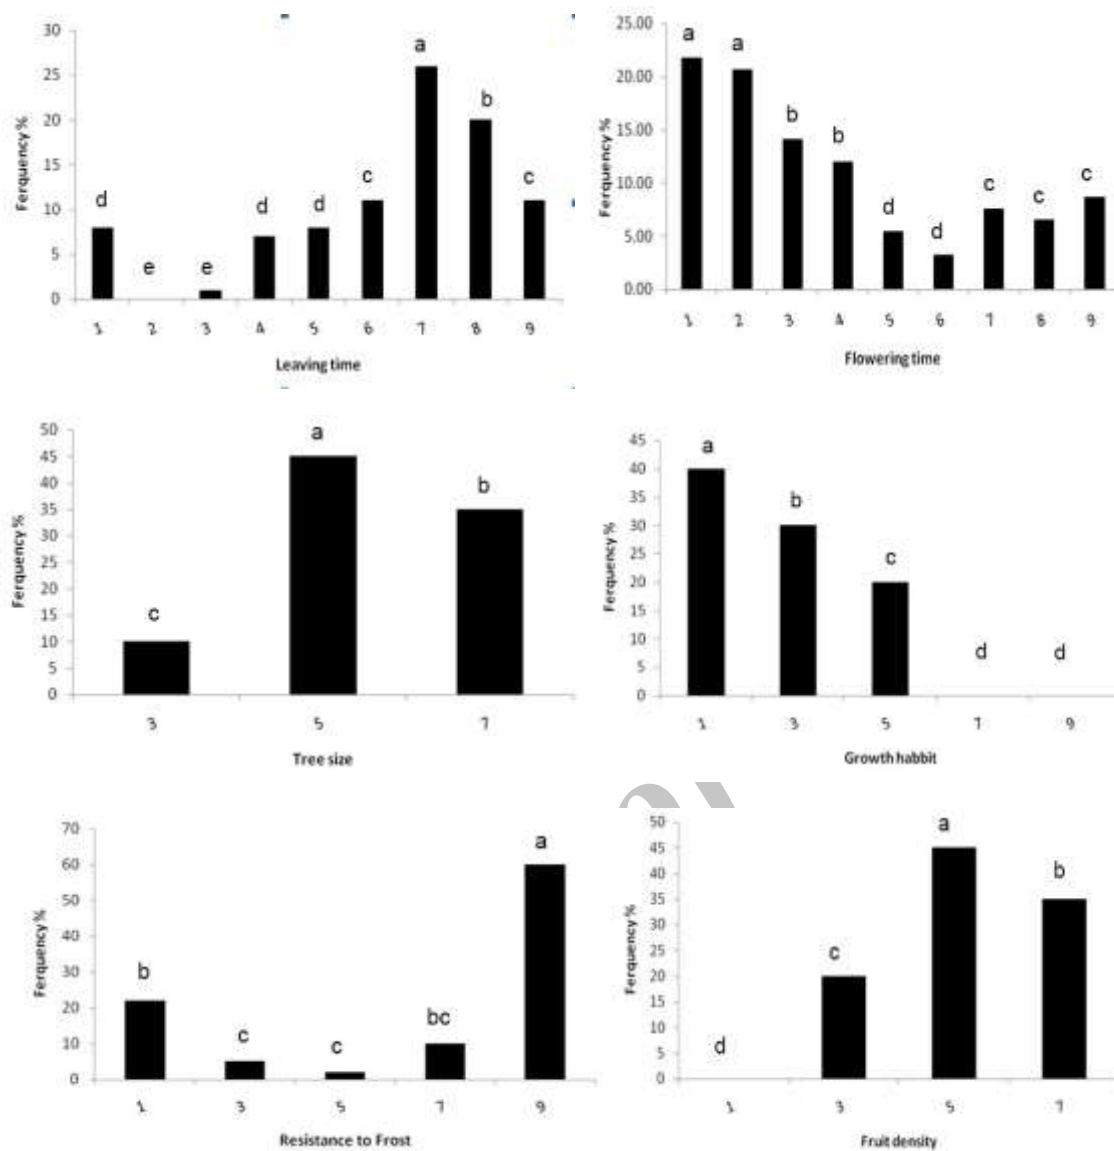 30
25
20
15
10
5
0
Ferquency %
d
e
e
d
d
c
a
b
c
1 2 3 4 5 6 7 8 9
Leaving time
25.00
20.00
15.00
10.00
5.00
0.00
Ferquency %
a
a
b
b
d
d
c
c
c
1 2 3 4 5 6 7 8 9
Flowering time
50
45
40
35
30
25
20
15
10
5
0
Ferquency %
c
a
b
3 5 7
Tree size
45
40
35
30
25
20
15
10
5
0
Ferquency %
a
b
c
d
d
1 3 5 7 9
Growth habbit
70
60
50
40
30
20
10
0
Ferquency %
b
c
c
bc
a
1 3 5 7 9
Resistance to Frost
50
45
40
35
30
25
20
15
10
5
0
Ferquency %
d
c
a
b
1 3 5 7
Fruit density